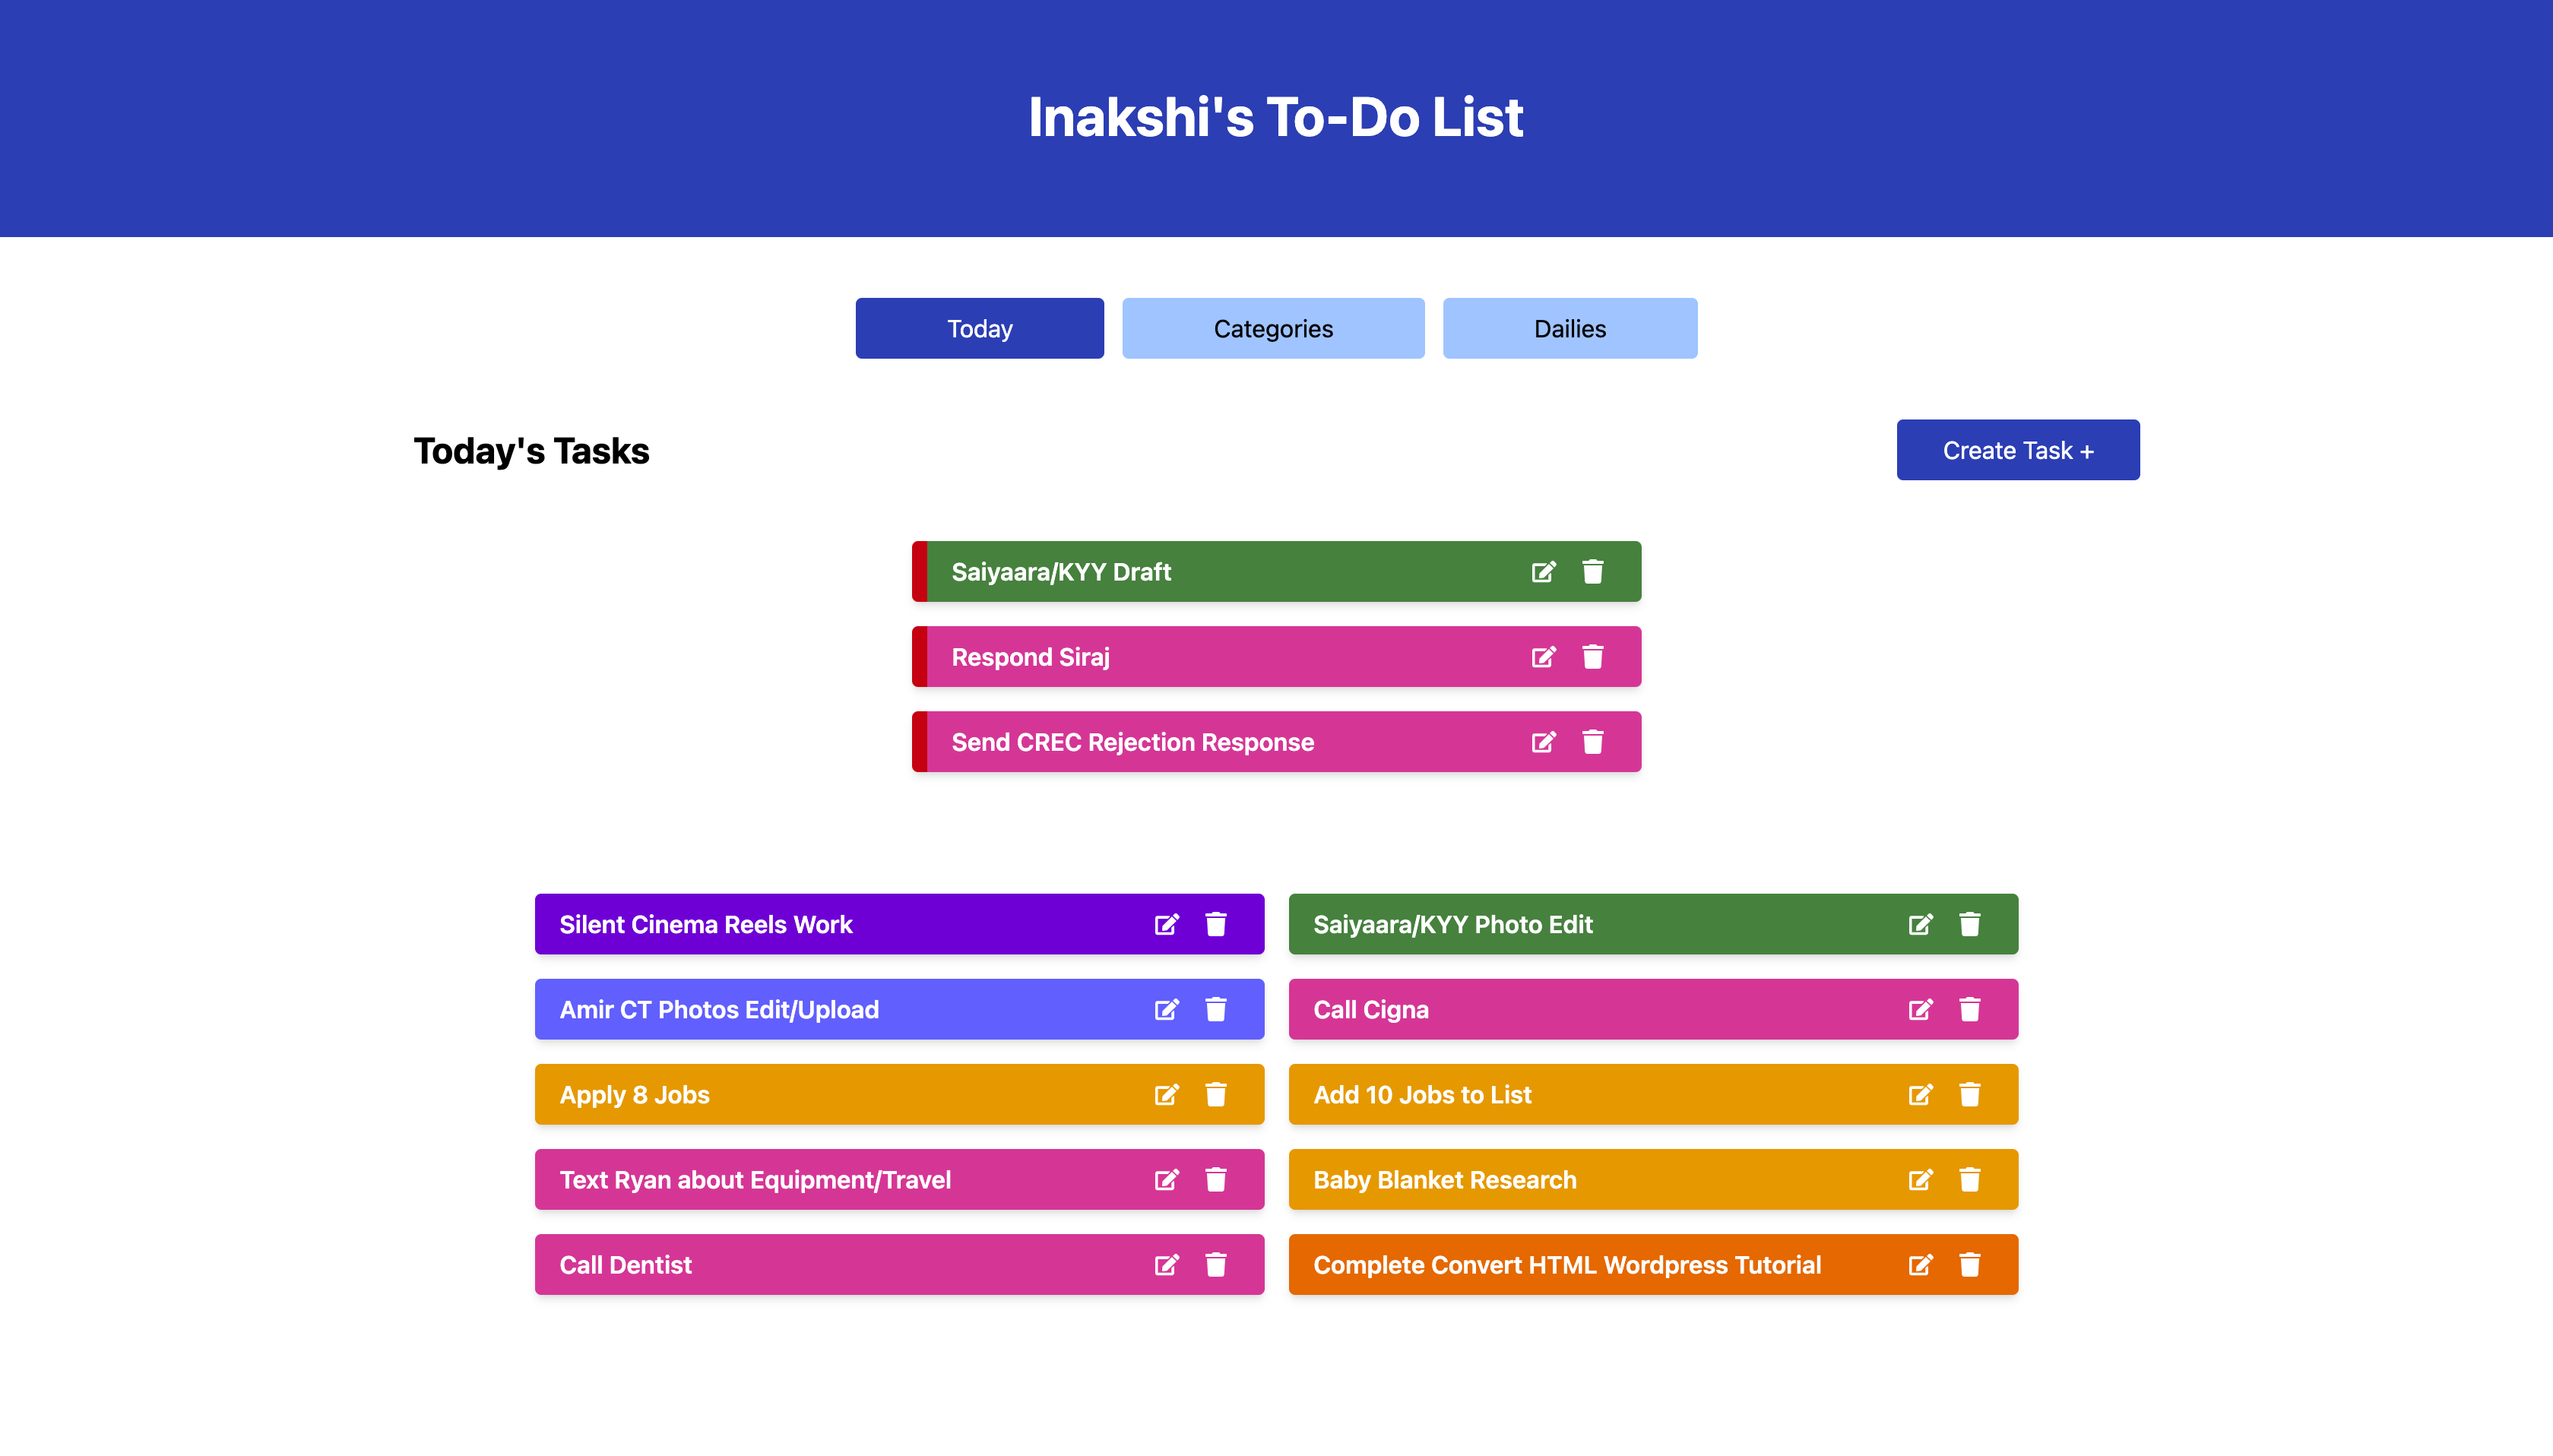 Inakshi's To-Do List
Today
Categories
Dailies
Today's Tasks
Create Task +
Saiyaara/KYY Draft
Respond Siraj
Send CREC Rejection Response
Silent Cinema Reels Work
Saiyaara/KYY Photo Edit
Amir CT Photos Edit/Upload
Call Cigna
Apply 8 Jobs
Add 10 Jobs to List
Text Ryan about Equipment/Travel
Baby Blanket Research
Call Dentist
Complete Convert HTML Wordpress Tutorial